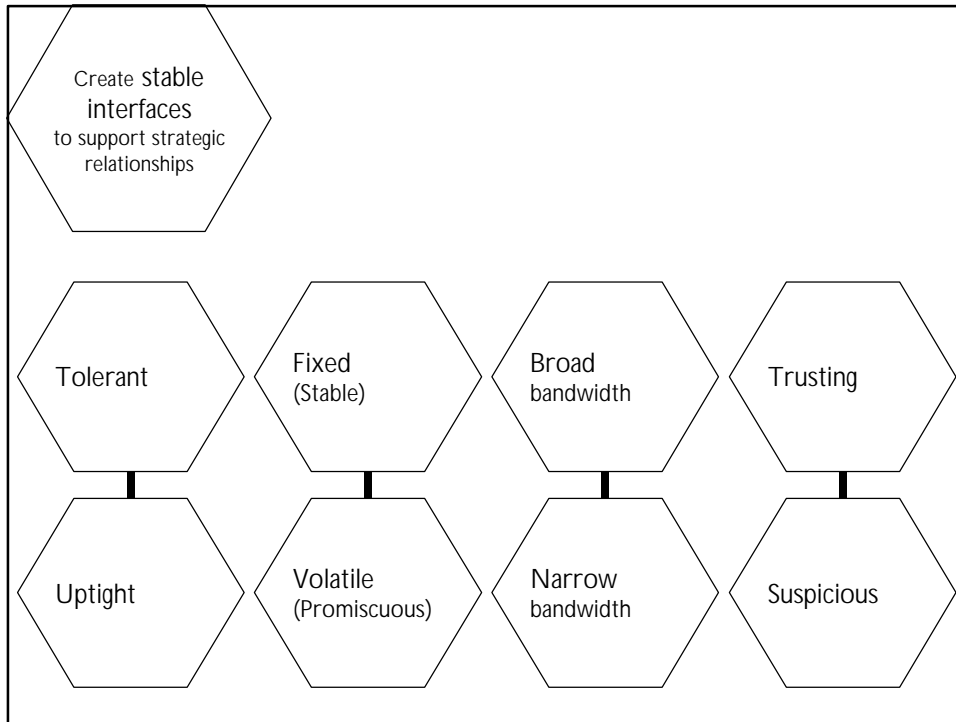 Create stable
interfaces
to support strategic
relationships
Tolerant
Fixed
(Stable)
Broad
bandwidth
Trusting
Uptight
Volatile
(Promiscuous)
Narrow
bandwidth
Suspicious